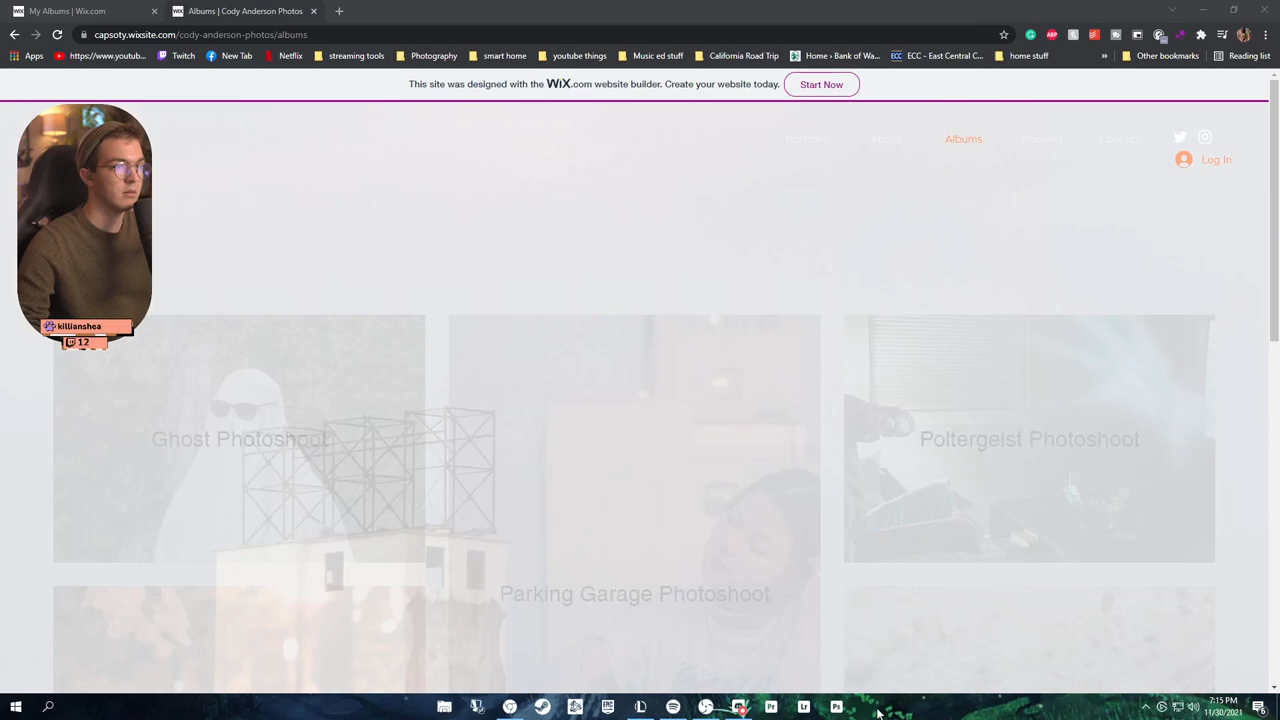 My Albums | Wix.com
Albums | Cody Anderson Photos
capsoty.wixsite.com/cody-anderson-photos/albums
Apps
https://www.youtub...
Twitch
New Tab
Netflix
streaming tools
Photography
smart home
youtube things
Music ed stuff
California Road Trip
Home › Bank of Wa...
ECC - East Central C...
home stuff
Other bookmarks
Reading list
This site was designed with the WiX.com website builder. Create your website today.
Start Now
Portfolio
About
Albums
Booking
Contact
Log In
killianshea
12
Ghost Photoshoot
Poltergeist Photoshoot
Parking Garage Photoshoot
7:15 PM
11/30/2021